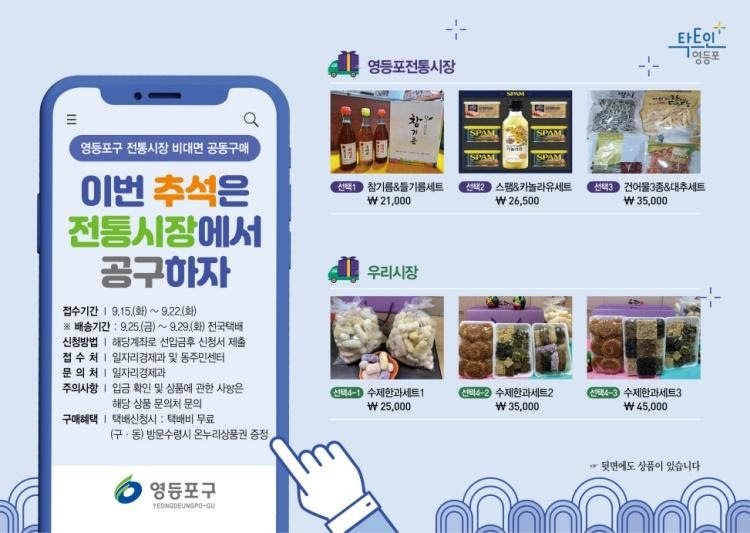 영등포구 전통시장 비대면 공동구매
이번 추석은
전통시장에서
공구하자
접수기간 | 9.15.(화) ~ 9.22.(화)
※ 배송기간 : 9.25.(금) ~ 9.29.(화) 전국택배
신청방법 | 해당계좌로 선입금후 신청서 제출
접 수 처 | 일자리경제과 및 동주민센터
문 의 처 | 일자리경제과
주의사항 | 입금 확인 및 상품에 관한 사항은
해당 상품 문의처 문의
구매혜택 | 택배신청시 : 택배비 무료
(구·동) 방문수령시 온누리상품권 증정
영등포구
YEONGDEUNGPO-GU
탁트인
영등포
영등포전통시장
참기름
SPAM
SPAM
SPAM
선택1 참기름&들기름세트
₩ 21,000
선택2 스팸&카놀라유세트
₩ 26,500
선택3 건어물3종&대추세트
₩ 35,000
우리시장
선택4-1 수제한과세트1
₩ 25,000
선택4-2 수제한과세트2
₩ 35,000
선택4-3 수제한과세트3
₩ 45,000
☞ 뒷면에도 상품이 있습니다